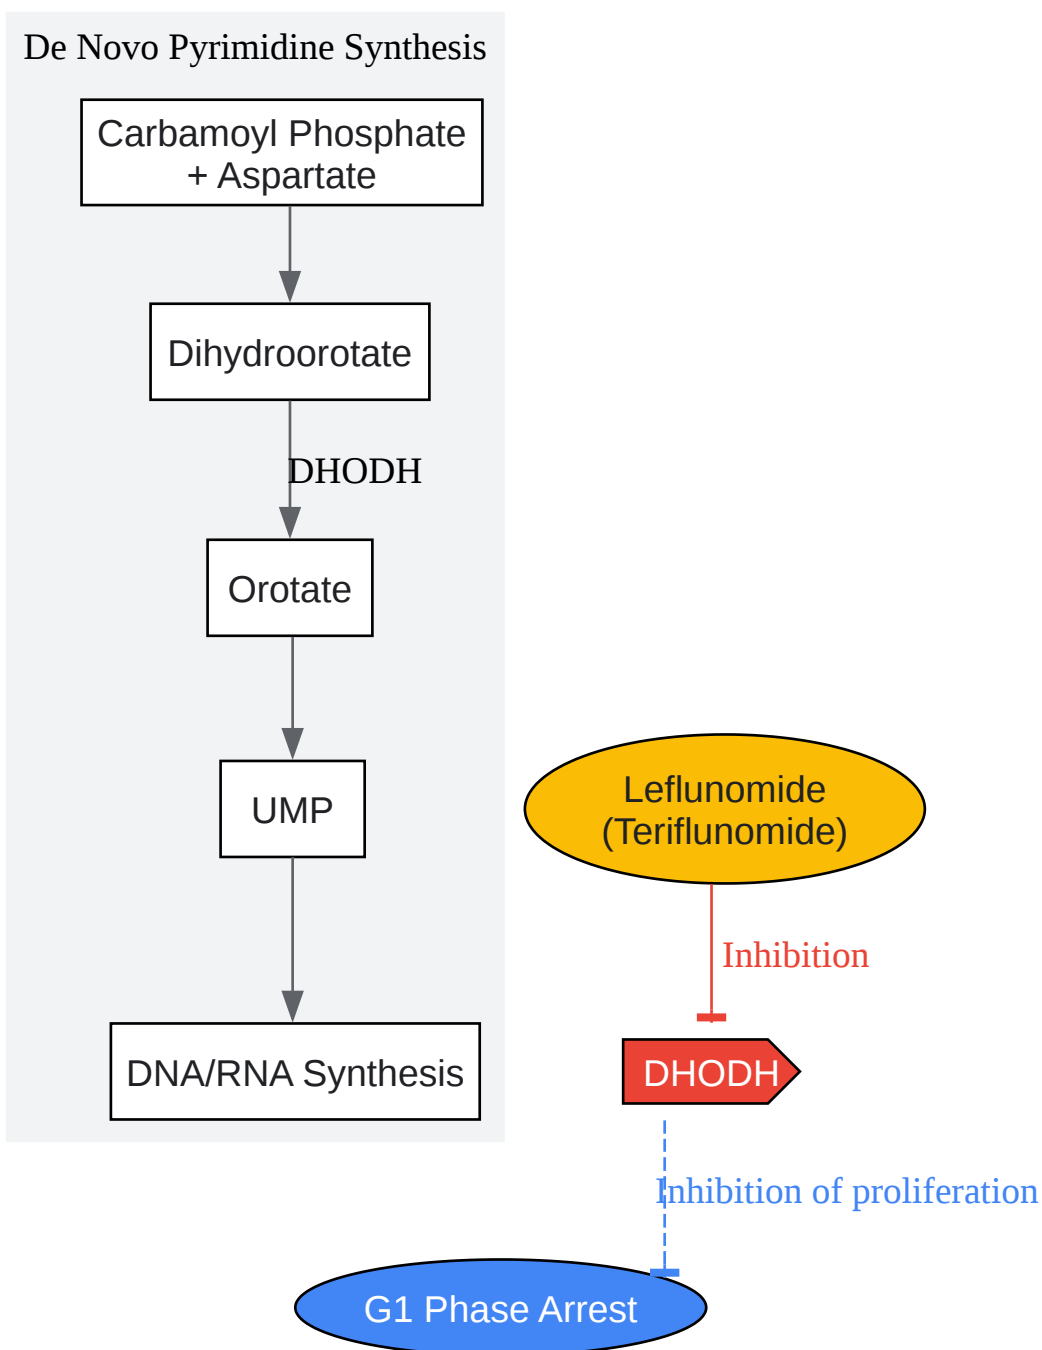 De Novo Pyrimidine Synthesis
Carbamoyl Phosphate
+ Aspartate
Dihydroorotate
DHODH
Orotate
UMP
DNA/RNA Synthesis
Leflunomide
(Teriflunomide)
Inhibition
DHODH
Inhibition of proliferation
G1 Phase Arrest